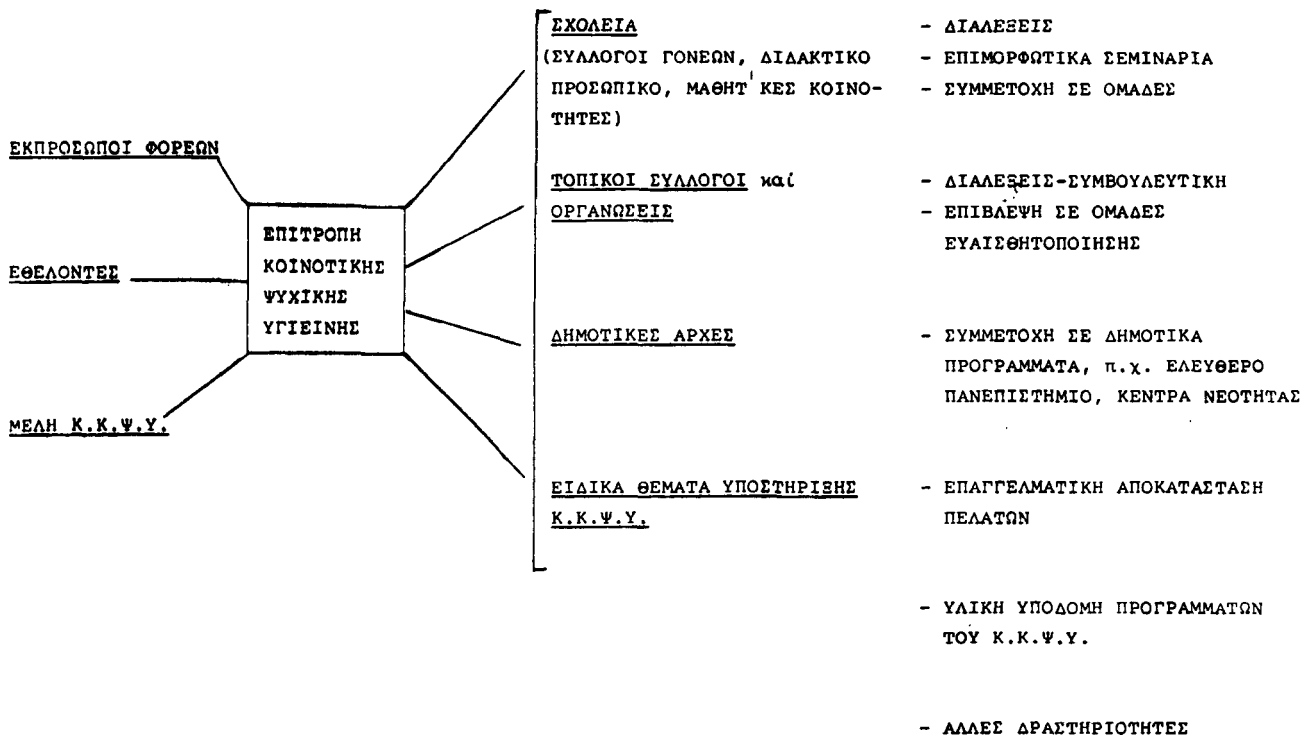 ΕΚΠΡΟΣΩΠΟΙ ΦΟΡΕΩΝ
ΕΘΕΛΟΝΤΕΣ
ΜΕΛΗ Κ.Κ.Ψ.Υ.
ΕΠΙΤΡΟΠΗ
ΚΟΙΝΟΤΙΚΗΣ
ΨΥΧΙΚΗΣ
ΥΓΙΕΙΝΗΣ
ΣΧΟΛΕΙΑ
(ΣΥΛΛΟΓΟΙ ΓΟΝΕΩΝ, ΔΙΔΑΚΤΙΚΟ
ΠΡΟΣΩΠΙΚΟ, ΜΑΘΗΤΙΚΕΣ ΚΟΙΝΟ-
ΤΗΤΕΣ)
- ΔΙΑΛΕΞΕΙΣ
- ΕΠΙΜΟΡΦΩΤΙΚΑ ΣΕΜΙΝΑΡΙΑ
- ΣΥΜΜΕΤΟΧΗ ΣΕ ΟΜΑΔΕΣ
ΤΟΠΙΚΟΙ ΣΥΛΛΟΓΟΙ καί
ΟΡΓΑΝΩΣΕΙΣ
- ΔΙΑΛΕΞΕΙΣ-ΣΥΜΒΟΥΛΕΥΤΙΚΗ
- ΕΠΙΒΛΕΨΗ ΣΕ ΟΜΑΔΕΣ
ΕΥΑΙΣΘΗΤΟΠΟΙΗΣΗΣ
ΔΗΜΟΤΙΚΕΣ ΑΡΧΕΣ
- ΣΥΜΜΕΤΟΧΗ ΣΕ ΔΗΜΟΤΙΚΑ
ΠΡΟΓΡΑΜΜΑΤΑ, π.χ. ΕΛΕΥΘΕΡΟ
ΠΑΝΕΠΙΣΤΗΜΙΟ, ΚΕΝΤΡΑ ΝΕΟΤΗΤΑΣ
ΕΙΔΙΚΑ ΘΕΜΑΤΑ ΥΠΟΣΤΗΡΙΞΗΣ
Κ.Κ.Ψ.Υ.
- ΕΠΑΓΓΕΛΜΑΤΙΚΗ ΑΠΟΚΑΤΑΣΤΑΣΗ
ΠΕΛΑΤΩΝ
- ΥΛΙΚΗ ΥΠΟΔΟΜΗ ΠΡΟΓΡΑΜΜΑΤΩΝ
ΤΟΥ Κ.Κ.Ψ.Υ.
- ΑΛΛΕΣ ΔΡΑΣΤΗΡΙΟΤΗΤΕΣ